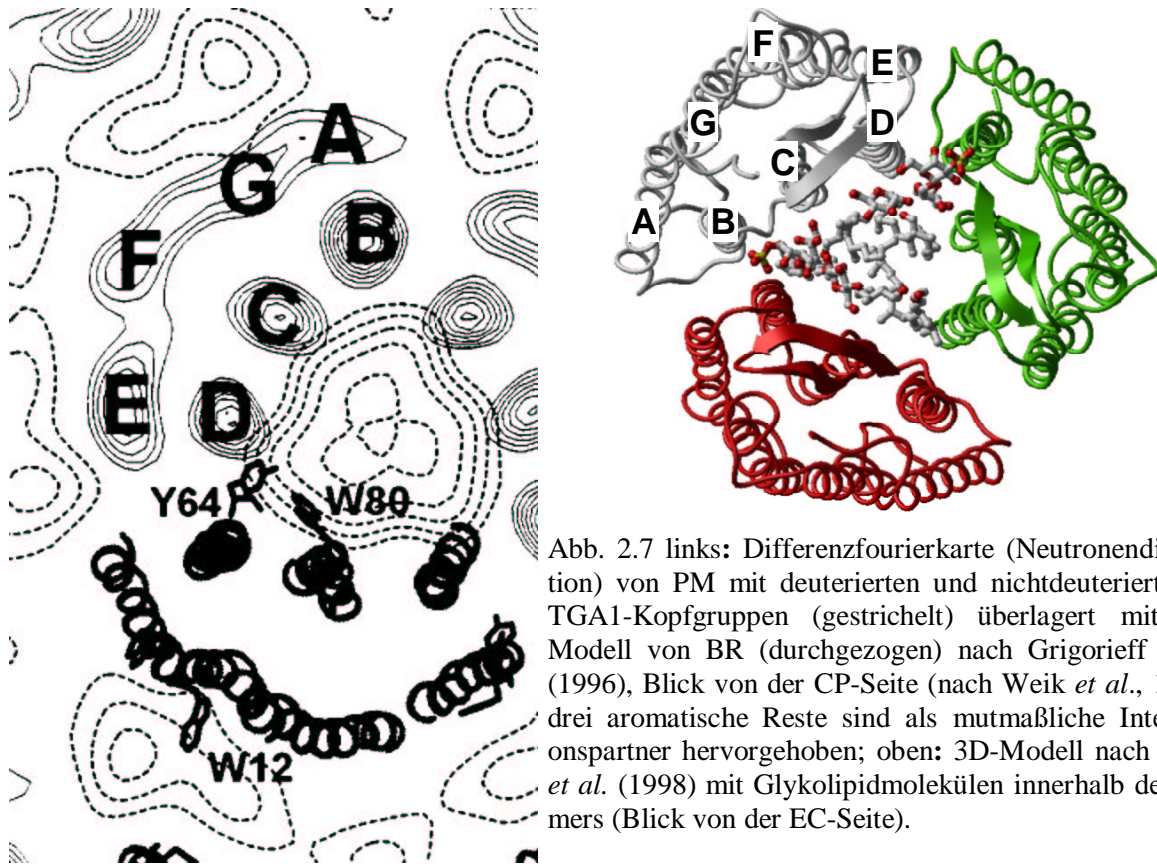 A
G
B
F
C
E
D
Y64
W80
W12
F
E
G
D
C
A
B
Abb. 2.7 links: Differenzfourierkarte (Neutronendi
tion) von PM mit deuterierten und nichtdeuteriert
TGA1-Kopfgruppen (gestrichelt) überlagert mit
Modell von BR (durchgezogen) nach Grigorieff
(1996), Blick von der CP-Seite (nach Weik et al.,
drei aromatische Reste sind als mutmaßliche Inte
onspartner hervorgehoben; oben: 3D-Modell nach
et al. (1998) mit Glykolipidmolekülen innerhalb de
mers (Blick von der EC-Seite).